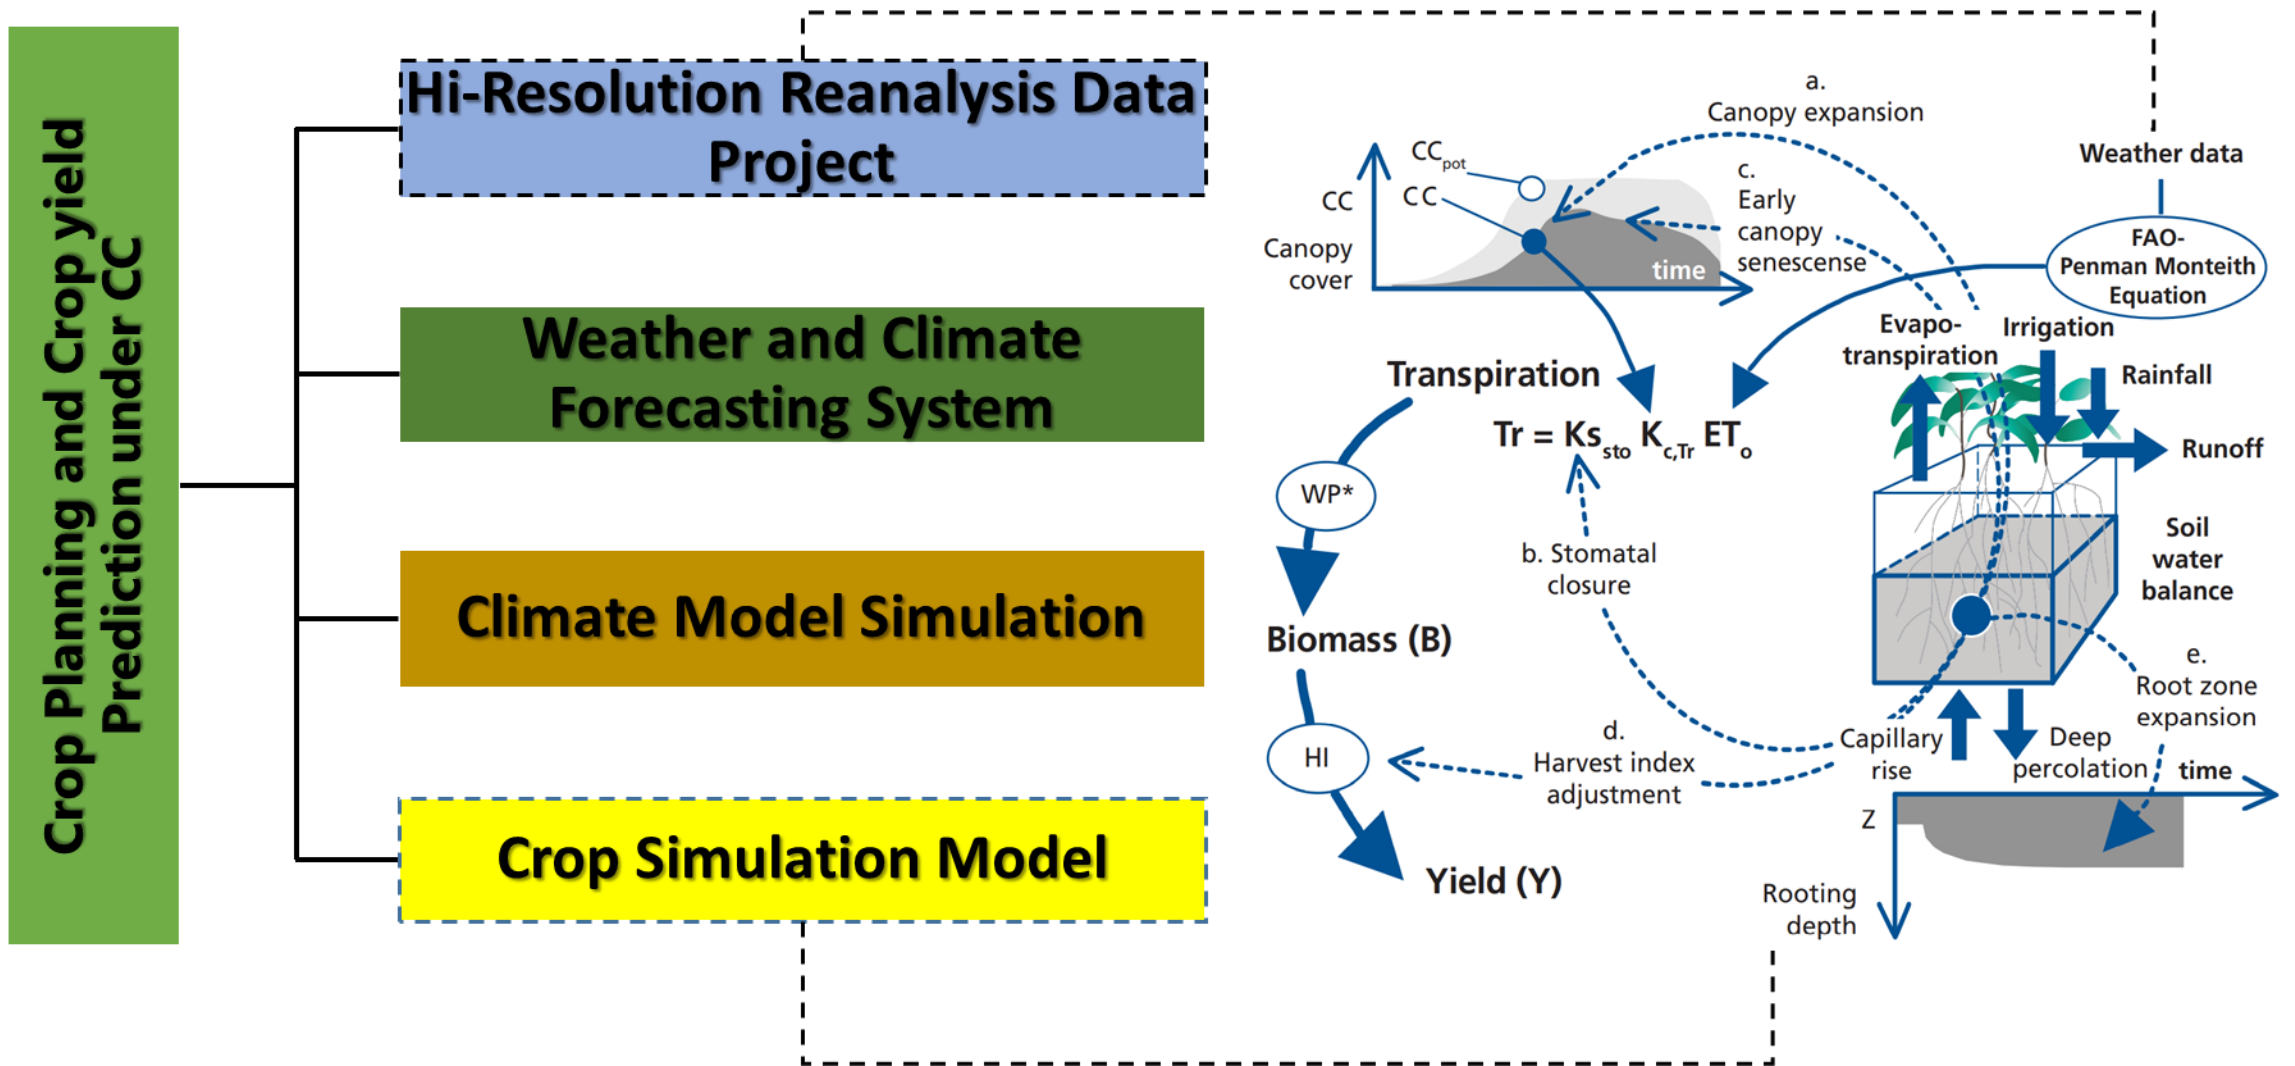 Crop Planning and Crop yield
Prediction under CC
Hi-Resolution Reanalysis Data
Project
Weather and Climate
Forecasting System
Climate Model Simulation
Crop Simulation Model
a.
Canopy expansion
CCpot
CC
CC
Canopy
cover
c.
Early
canopy
senescense
time
Weather data
FAO-
Penman Monteith
Equation
Evapo-
transpiration
Irrigation
Rainfall
Runoff
Transpiration
Tr = Kssto Kc,Tr ETo
WP*
b. Stomatal
closure
Soil
water
balance
Biomass (B)
e.
Root zone
expansion
HI
d.
Harvest index
adjustment
Capillary
rise
Deep
percolation
time
Z
Yield (Y)
Rooting
depth